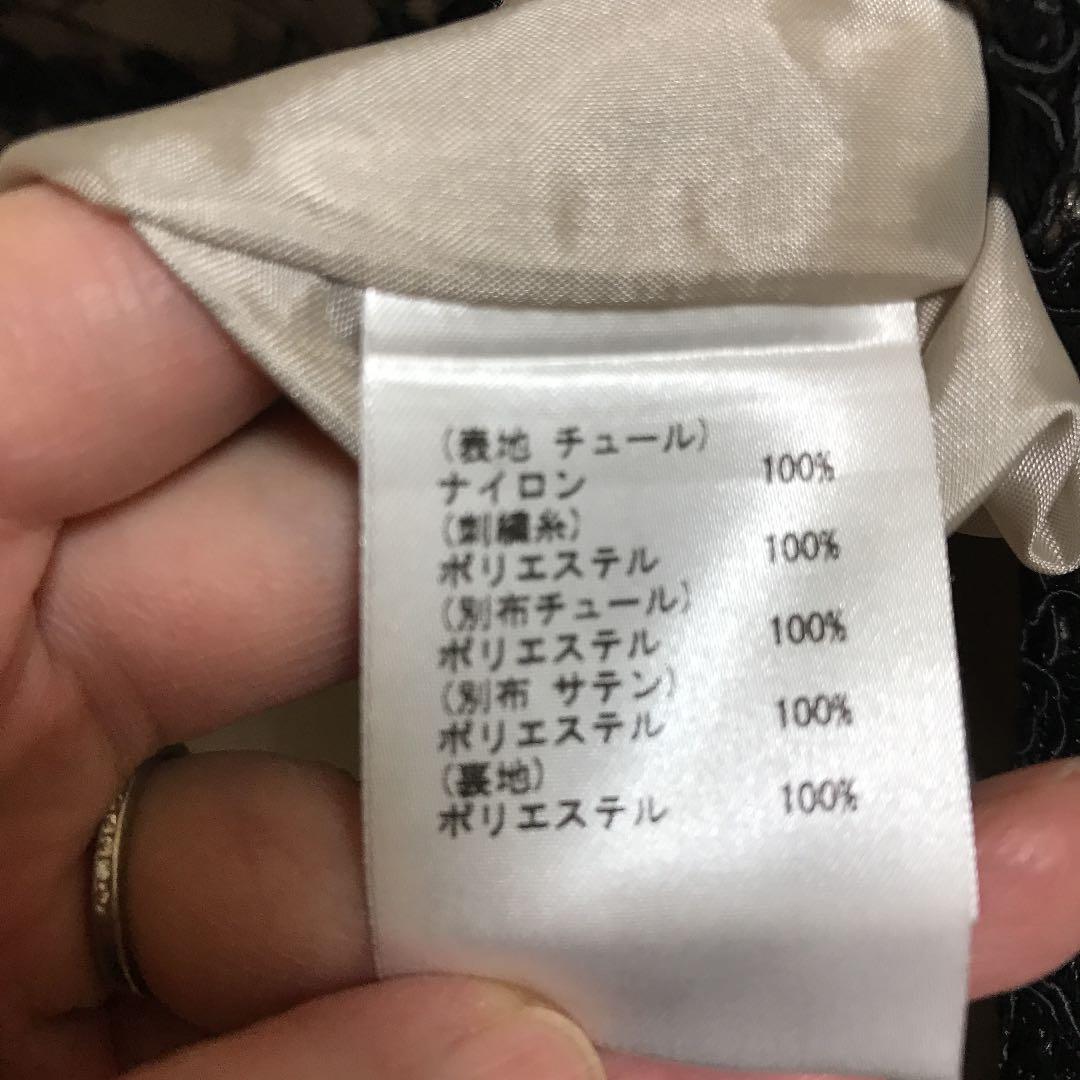 (表地 チュール)
ナイロン 100%
(刺繍糸)
ポリエステル 100%
(別布チュール)
ポリエステル 100%
(別布 サテン)
ポリエステル 100%
(裏地)
ポリエステル 100%